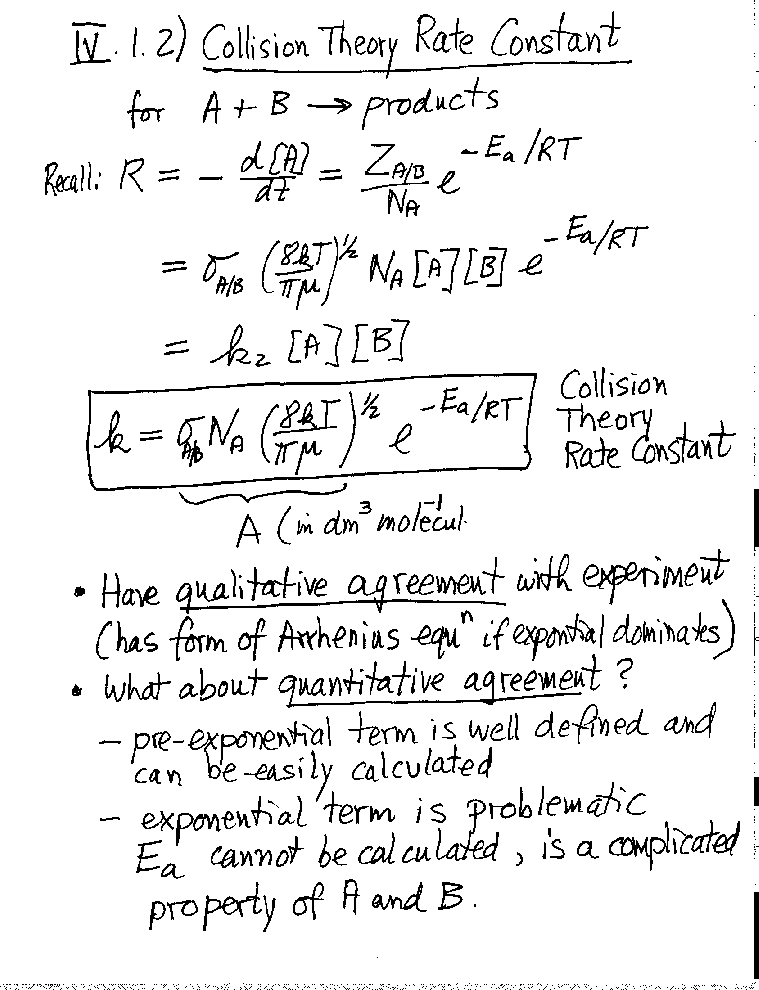 IV. 1. 2) Collision Theory Rate Constant
for A + B → products
Recall: R = - d[A]/dt = Z_A/B/N_A e^(-Ea/RT)
= σ_A/B (8kT/πμ)^½ N_A [A][B] e^(-Ea/RT)
= k₂ [A][B]
k = σ_A/B N_A (8kT/πμ)^½ e^(-Ea/RT)
Collision
Theory
Rate Constant
A (in dm³ molecul⁻¹
• Have qualitative agreement with experiment
(has form of Arrhenius equⁿ if expontial dominates)
• What about quantitative agreement?
- pre-exponential term is well defined and
can be easily calculated
- exponential term is problematic
Ea cannot be calculated, is a complicated
property of A and B.